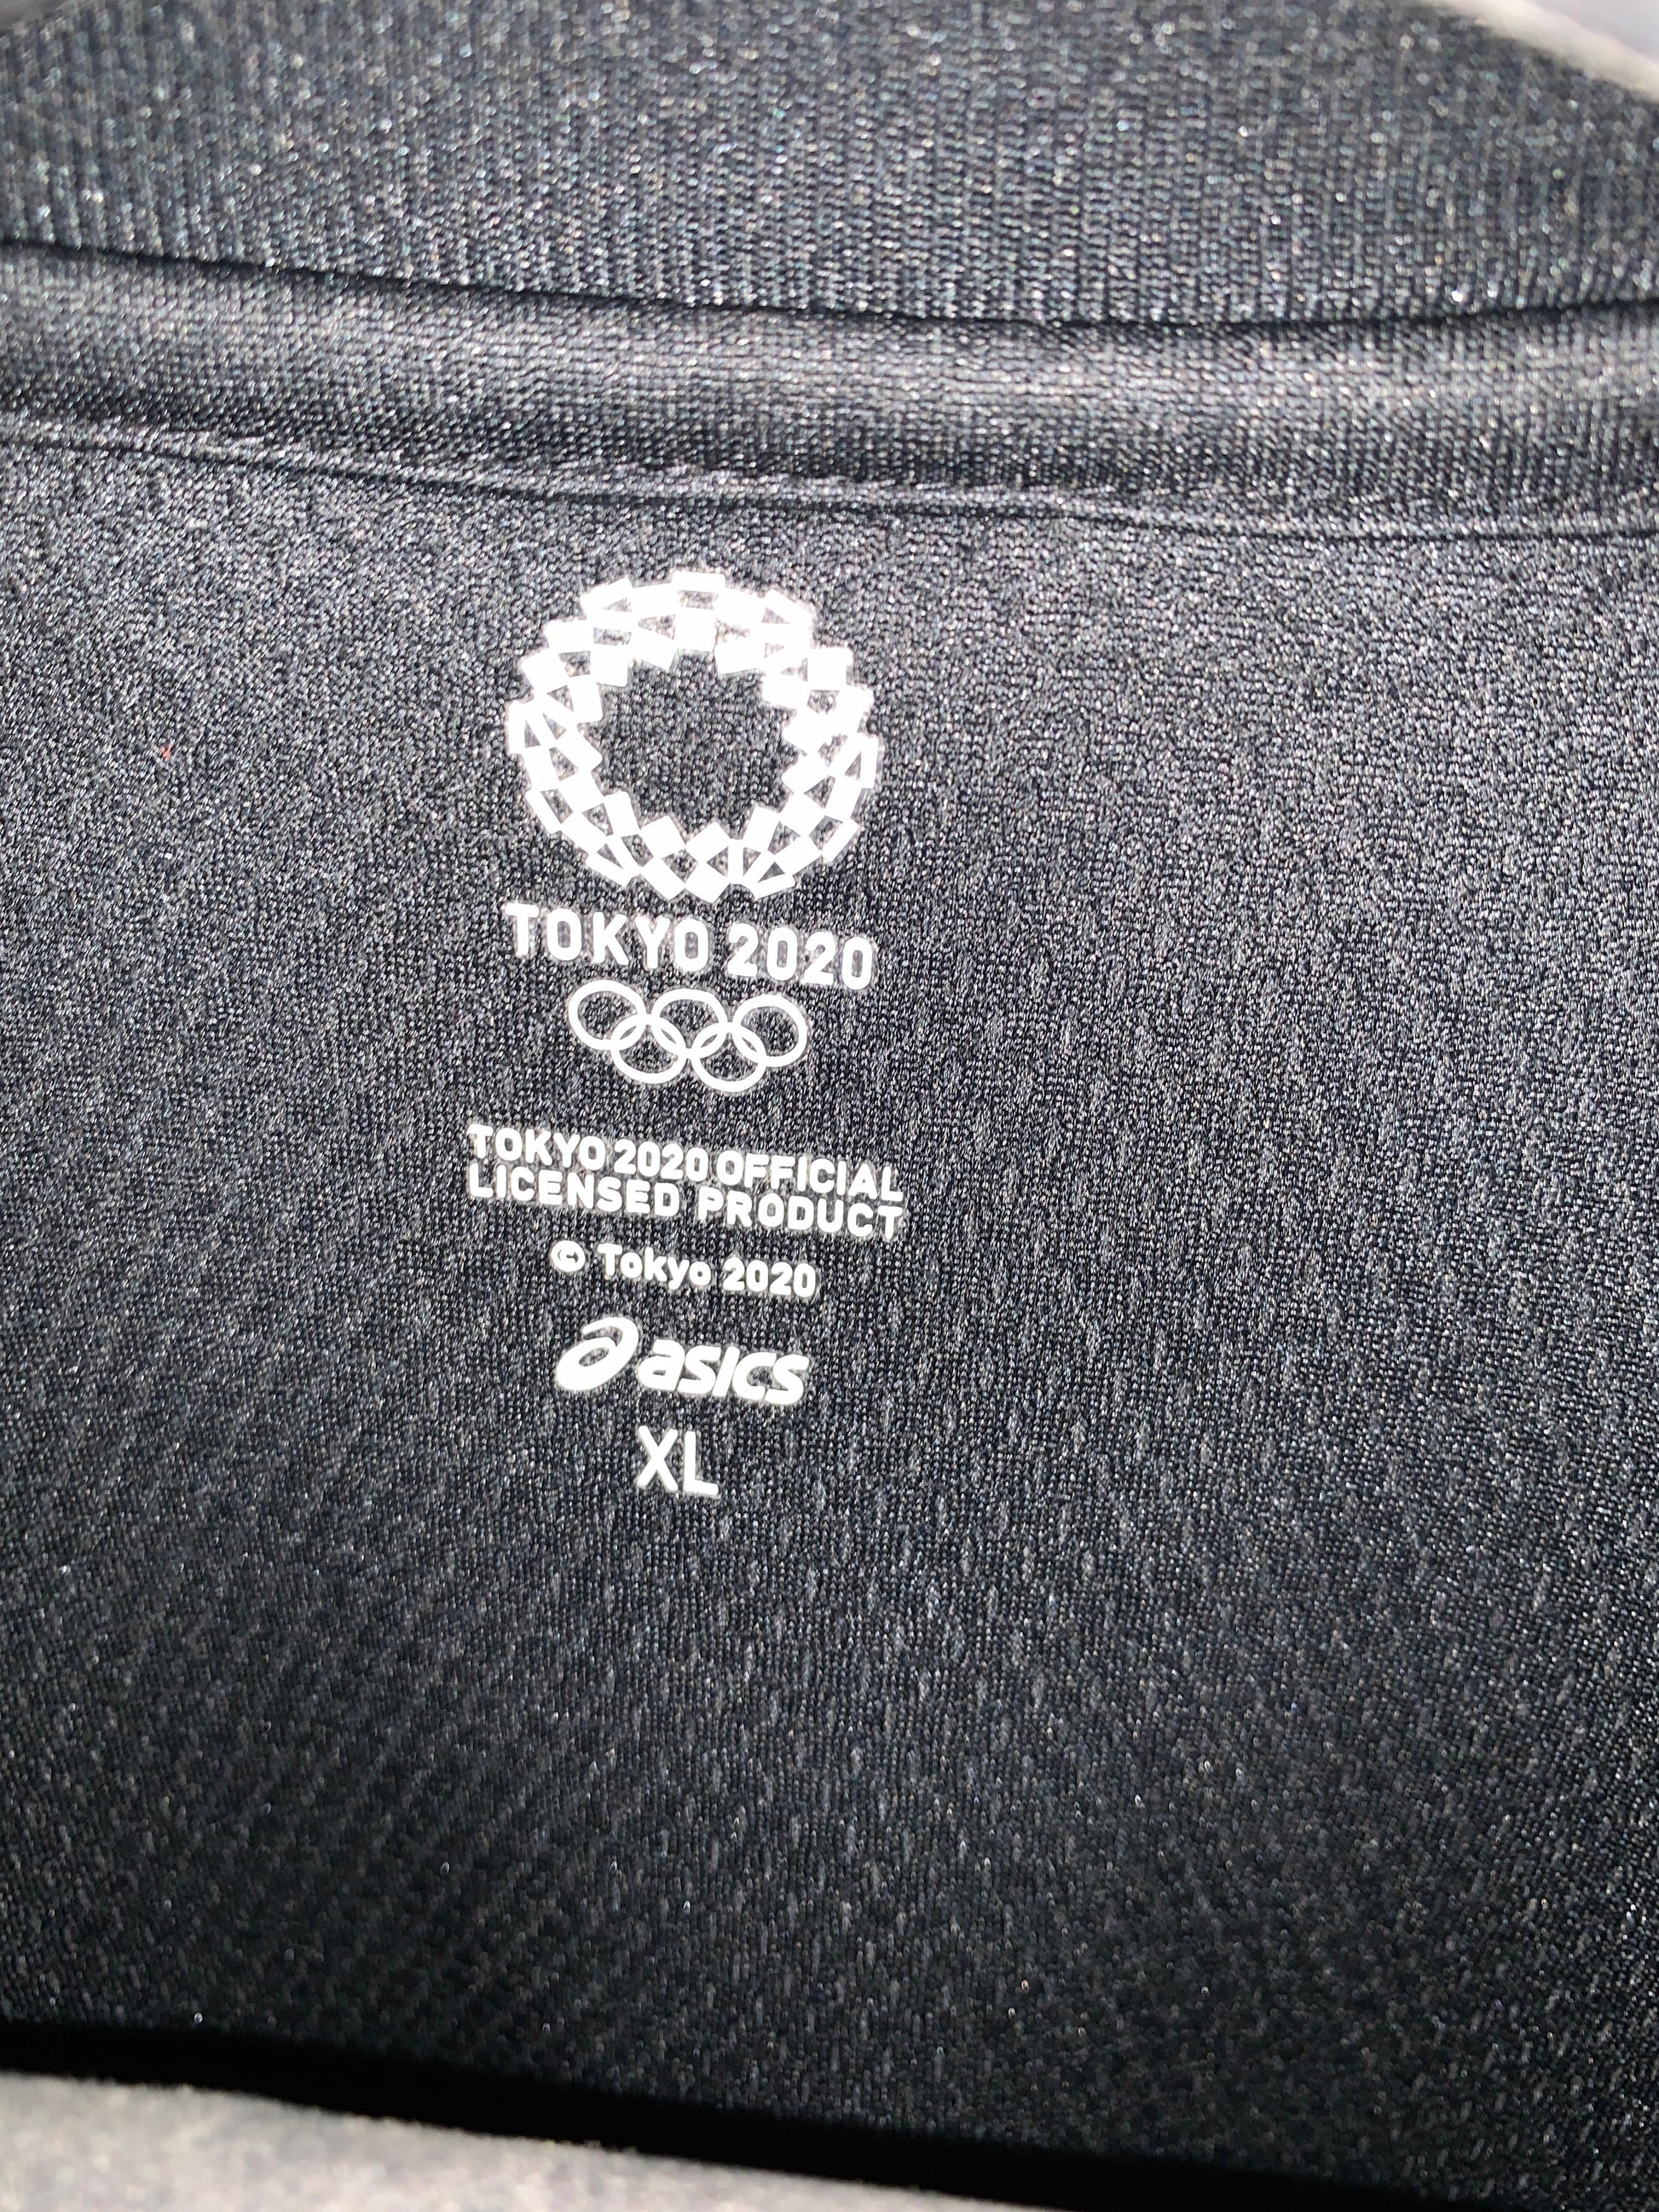 TOKYO 2020
TOKYO 2020 OFFICIAL
LICENSED PRODUCT
© Tokyo 2020
asics
XL